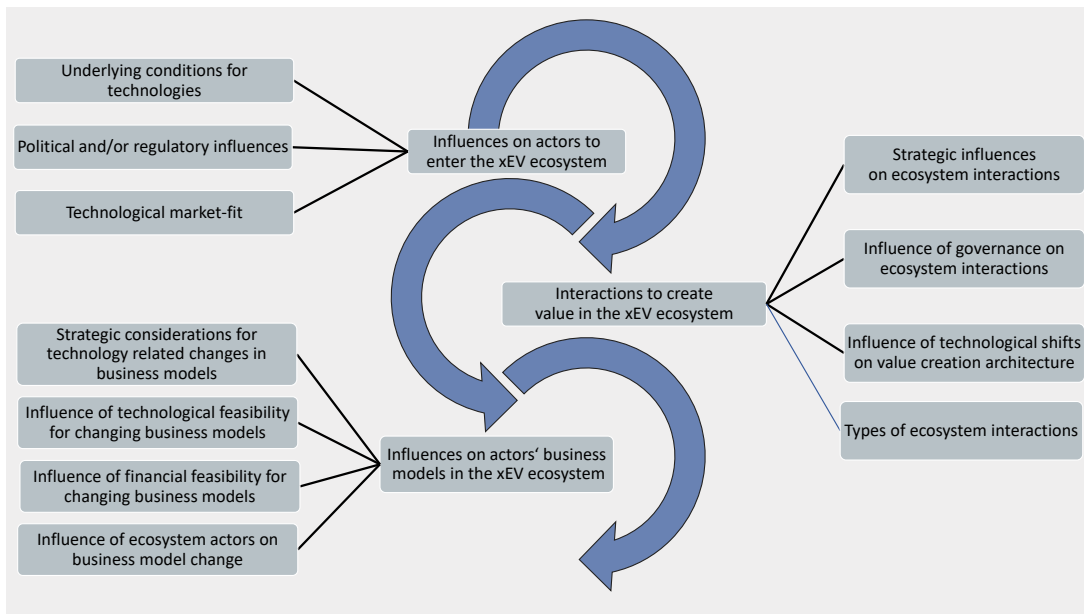 Underlying conditions for
technologies
Political and/or regulatory influences
Technological market-fit
Influences on actors to
enter the xEV ecosystem
Strategic influences
on ecosystem interactions
Influence of governance on
ecosystem interactions
Influence of technological shifts
on value creation architecture
Types of ecosystem interactions
Interactions to create
value in the xEV ecosystem
Strategic considerations for
technology related changes in
business models
Influence of technological feasibility
for changing business models
Influence of financial feasibility for
changing business models
Influence of ecosystem actors on
business model change
Influences on actors‘ business
models in the xEV ecosystem